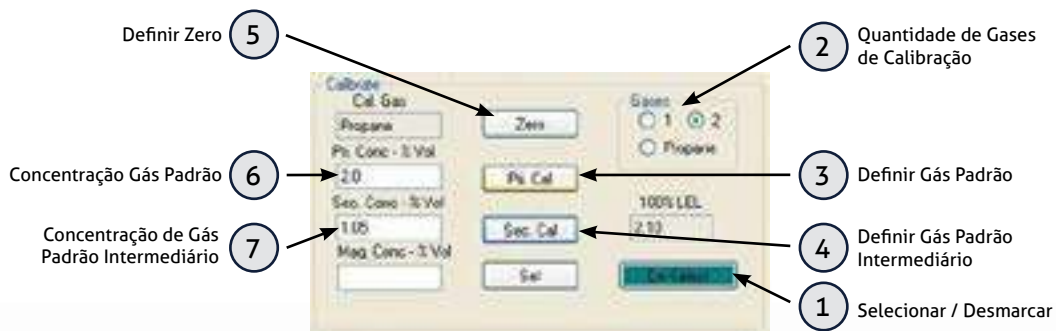 Definir Zero
5
2
Quantidade de Gases
de Calibração
Calibrate
Cal. Gas
Gases
Propane
Zero
1
2
Propane
Pri. Conc - % Vol
Concentração Gás Padrão
6
2.0
Pri. Cal
3
Definir Gás Padrão
Sec. Conc - % Vol
100% LEL
Concentração de Gás
Padrão Intermediário
7
1.05
Sec. Cal
2.10
4
Definir Gás Padrão
Intermediário
Conc - % Vol
1
Selecionar / Desmarcar